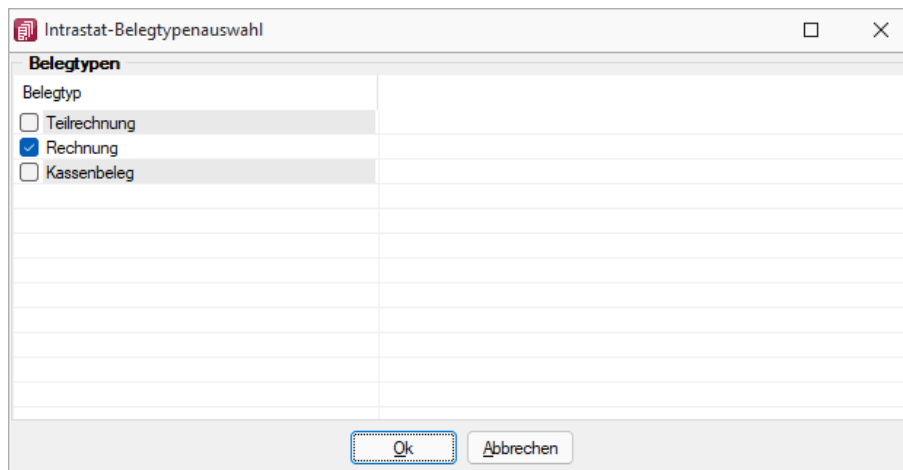 Intrastat-Belegtypenauswahl
Belegtypen
Belegtyp
Teilrechnung
Rechnung
Kassenbeleg
Ok Abbrechen